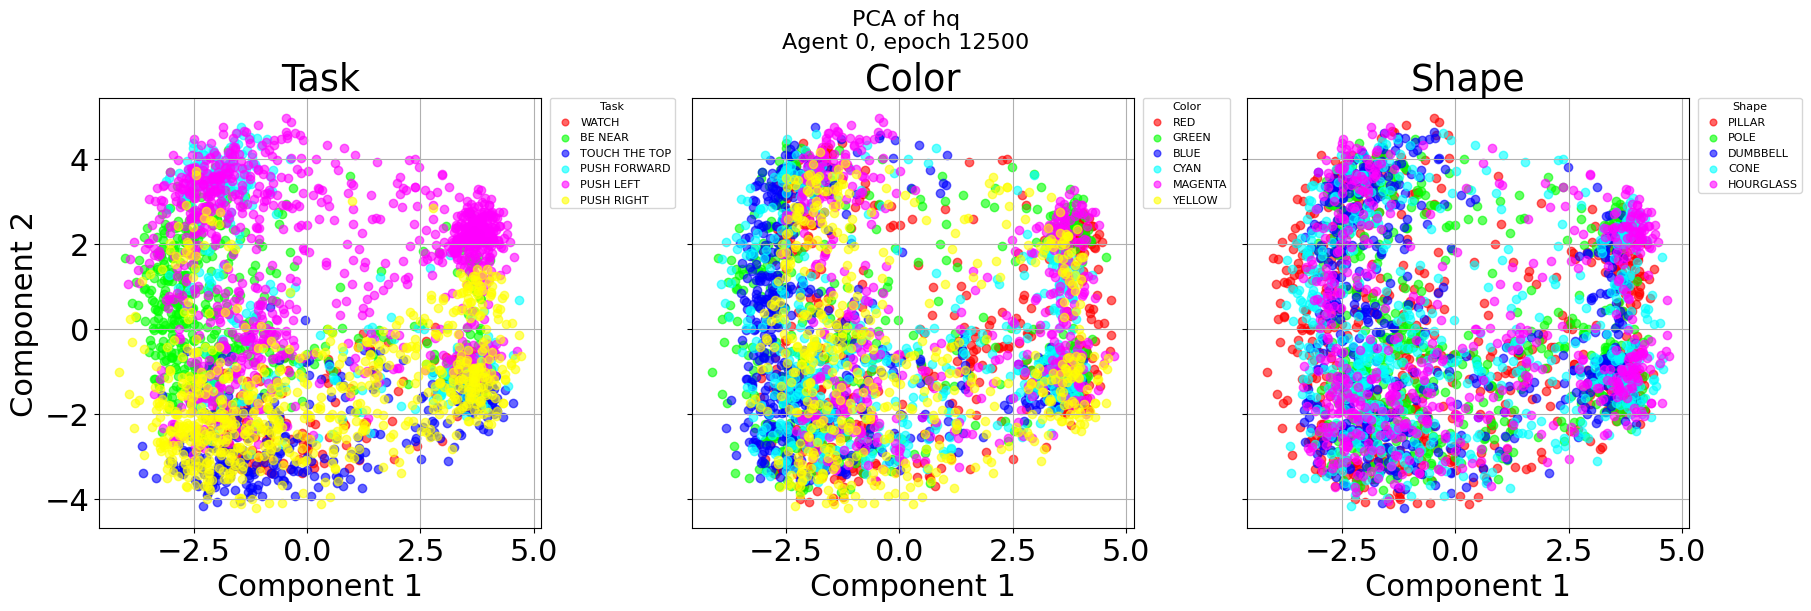 PCA of hq
Agent 0, epoch 12500
Task
Color
Shape
Task
WATCH
BE NEAR
TOUCH THE TOP
PUSH FORWARD
PUSH LEFT
PUSH RIGHT
Color
RED
GREEN
BLUE
CYAN
MAGENTA
YELLOW
Shape
PILLAR
POLE
DUMBBELL
CONE
HOURGLASS
Component 2
4
2
0
−2
−4
−2.5 0.0 2.5 5.0
−2.5 0.0 2.5 5.0
−2.5 0.0 2.5 5.0
Component 1
Component 1
Component 1